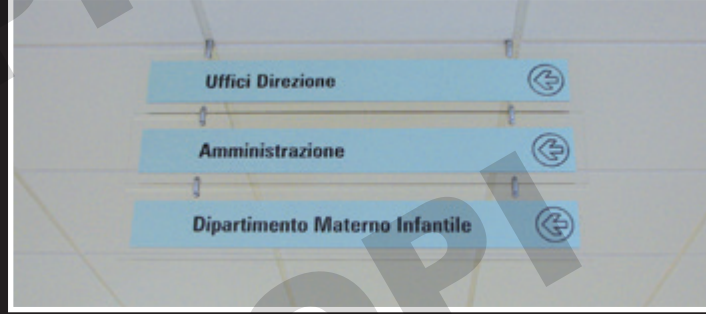 Uffici Direzione
Amministrazione
Dipartimento Materno Infantile